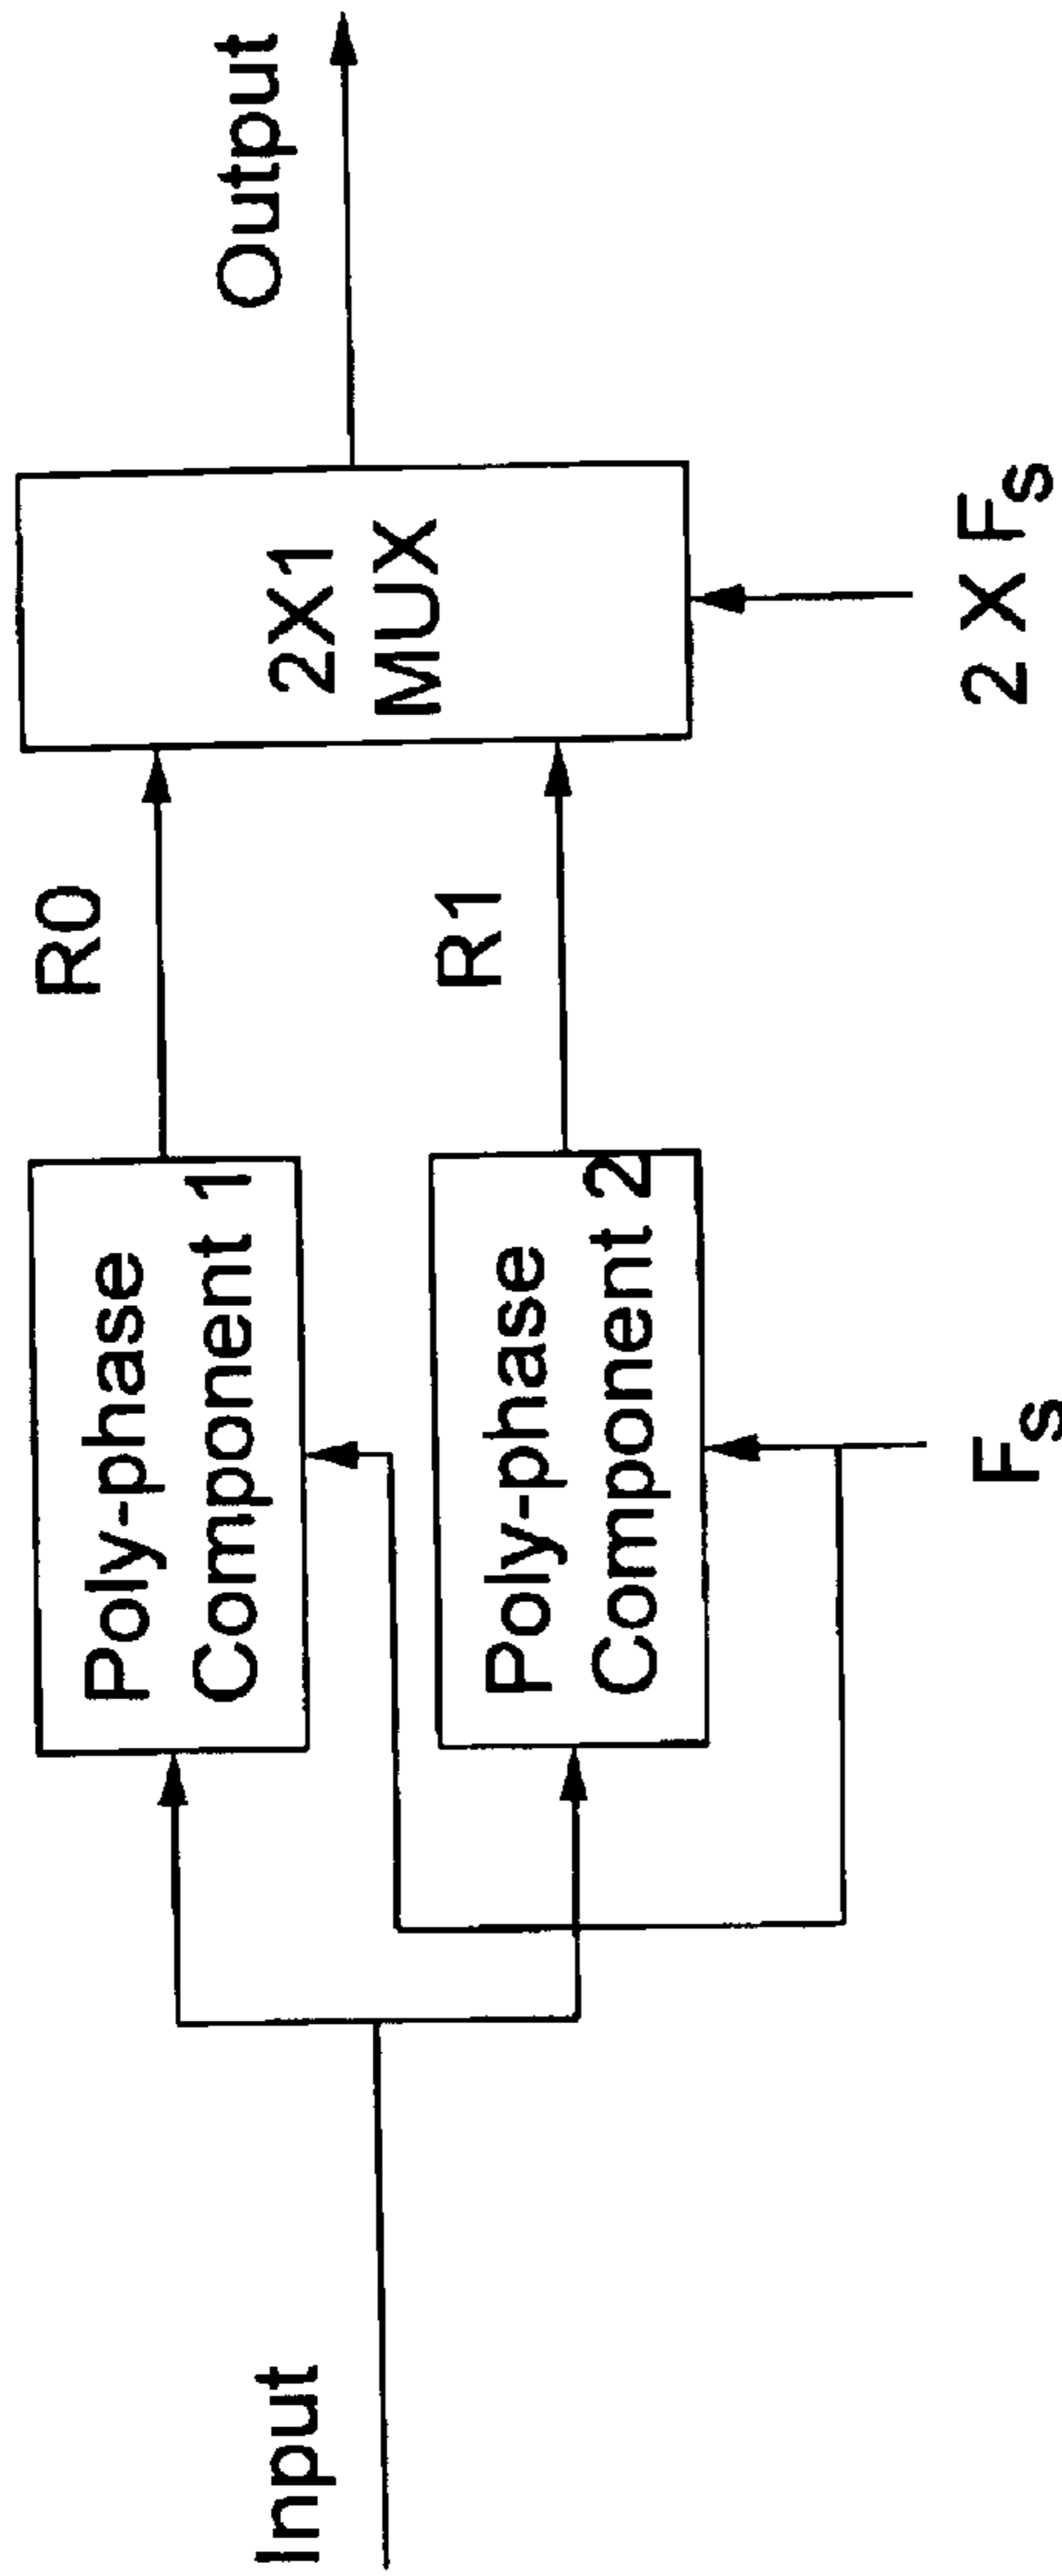 Input
Poly-phase
Component 1
Poly-phase
Component 2
R0
R1
2X1
MUX
Output
Fs
2 X Fs